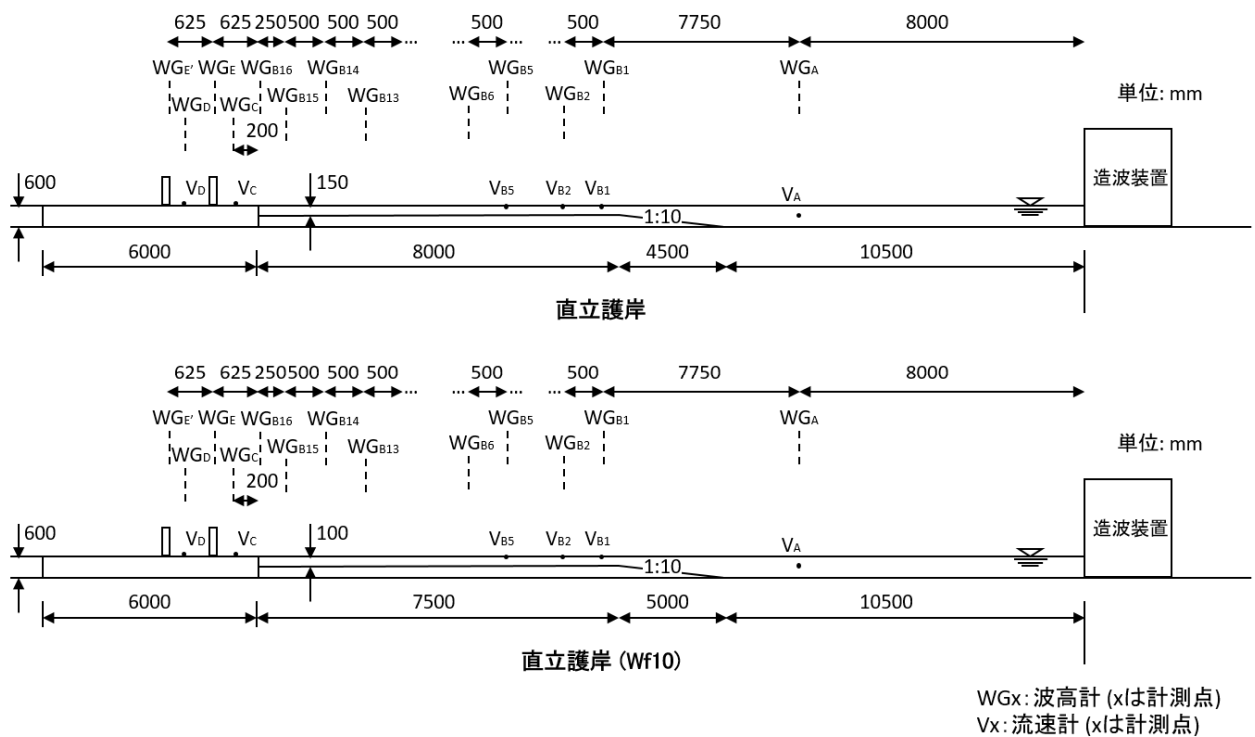 625 625 250 500 500 500 500 500 7750 8000
... ... ... ...
WGE' WGE WGB16 WGB14 WGB5 WGB1 WGA
WGD WGC WGB15 WGB13 WGB6 WGB2
単位: mm
200
600 VD VC 150 VB5 VB2 VB1 VA 造波装置
1:10
6000 8000 4500 10500
直立護岸
625 625 250 500 500 500 500 500 7750 8000
... ... ... ...
WGE' WGE WGB16 WGB14 WGB5 WGB1 WGA
WGD WGC WGB15 WGB13 WGB6 WGB2
単位: mm
200
600 VD VC 100 VB5 VB2 VB1 VA 造波装置
1:10
6000 7500 5000 10500
直立護岸 (Wf10)
WGx: 波高計 (xは計測点)
Vx: 流速計 (xは計測点)